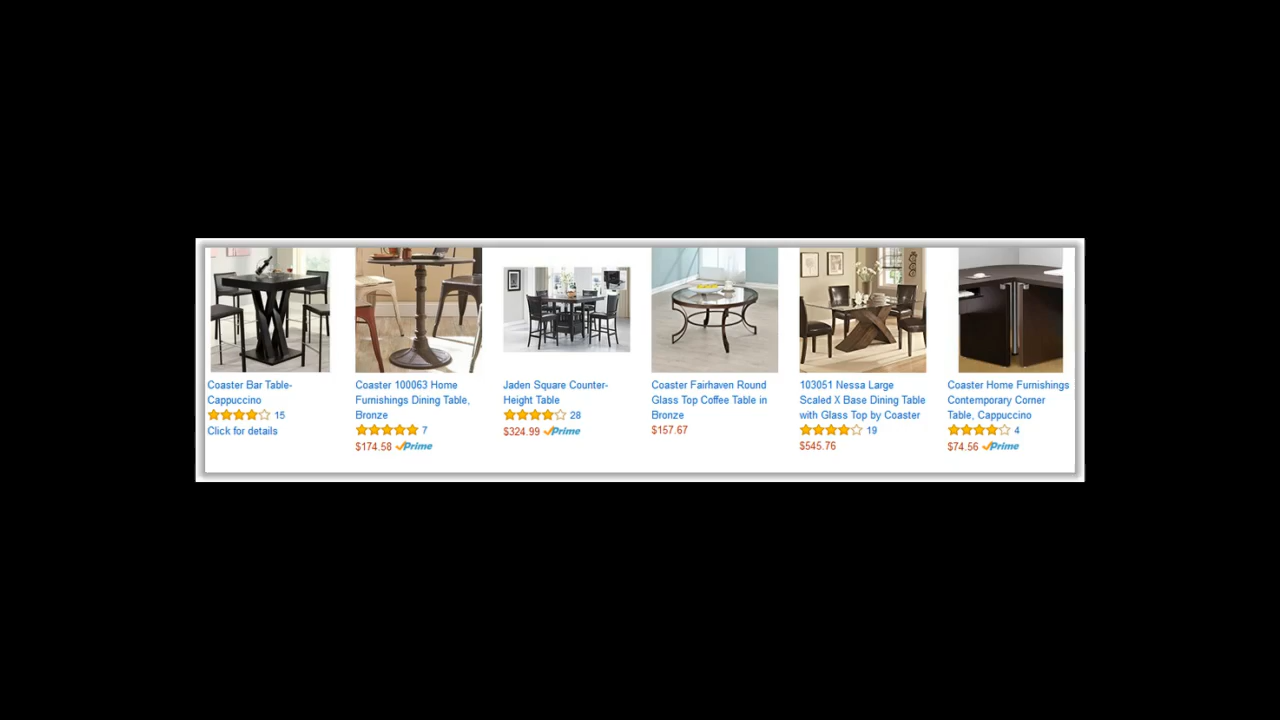 Coaster Bar Table-
Cappuccino
15
Click for details
Coaster 100063 Home
Furnishings Dining Table,
Bronze
7
$174.58 Prime
Jaden Square Counter-
Height Table
28
$324.99 Prime
Coaster Fairhaven Round
Glass Top Coffee Table in
Bronze
$157.67
103051 Nessa Large
Scaled X Base Dining Table
with Glass Top by Coaster
19
$545.76
Coaster Home Furnishings
Contemporary Corner
Table, Cappuccino
4
$74.56 Prime